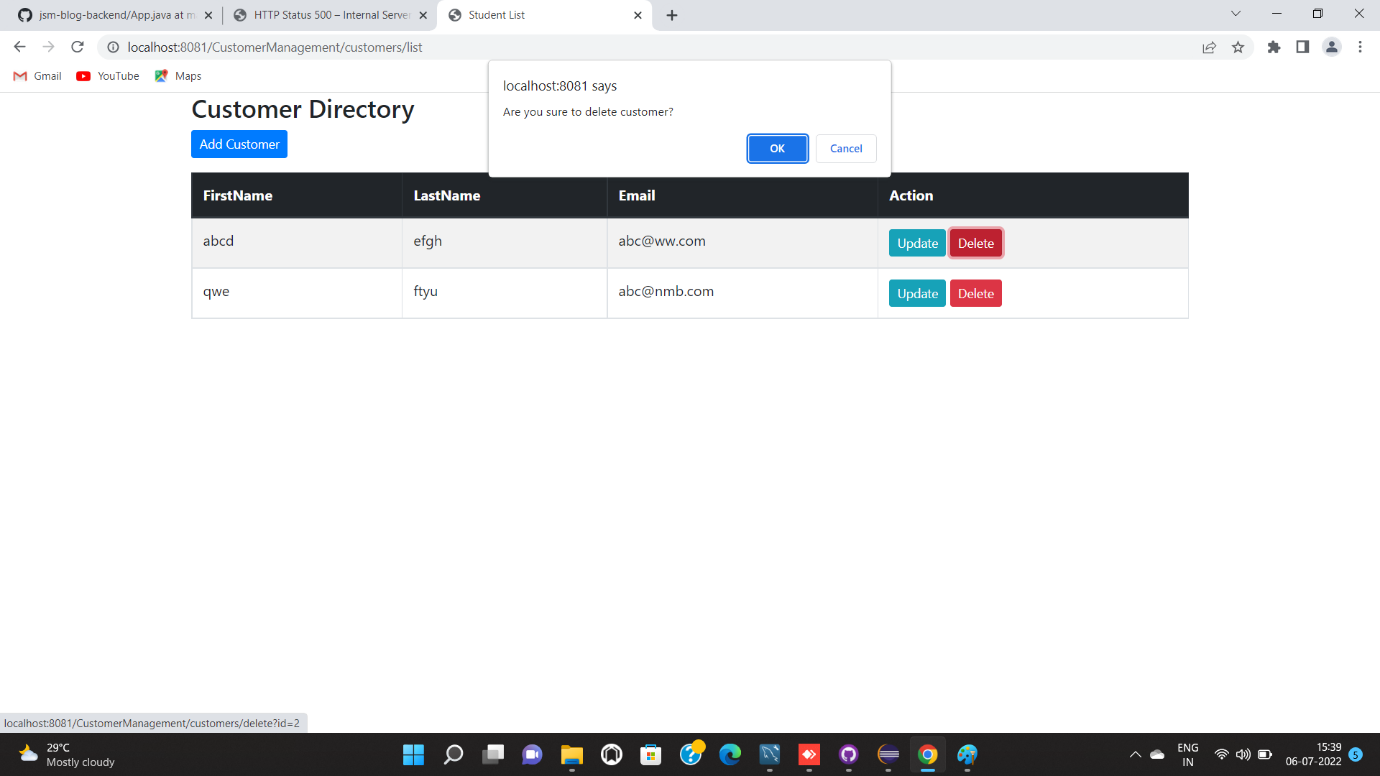 jsm-blog-backend/App.java at m
HTTP Status 500 – Internal Server
Student List
localhost:8081/CustomerManagement/customers/list
Gmail
YouTube
Maps
localhost:8081 says
Are you sure to delete customer?
OK
Cancel
Customer Directory
Add Customer
FirstName LastName Email Action
abcd efgh abc@ww.com Update Delete
qwe ftyu abc@nmb.com Update Delete
localhost:8081/CustomerManagement/customers/delete?id=2
29°C
Mostly cloudy
ENG
IN
15:39
06-07-2022
5